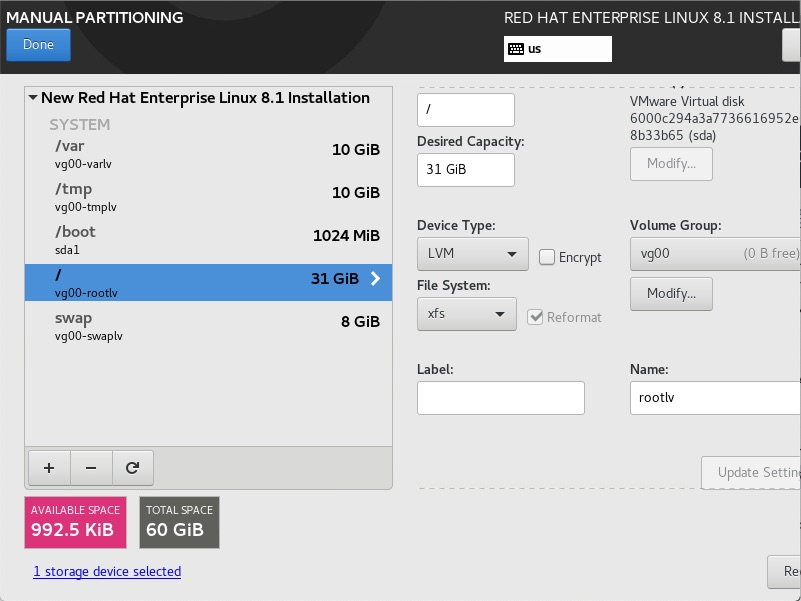 MANUAL PARTITIONING
RED HAT ENTERPRISE LINUX 8.1 INSTALL
Done
us
New Red Hat Enterprise Linux 8.1 Installation
SYSTEM
/var
10 GiB
vg00-varlv
/tmp
10 GiB
vg00-tmplv
/boot
1024 MiB
sda1
/
31 GiB
vg00-rootlv
swap
8 GiB
vg00-swaplv
/
VMware Virtual disk
6000c294a3a7736616952e
8b33b65 (sda)
Desired Capacity:
31 GiB
Modify...
Device Type:
Volume Group:
LVM
Encrypt
vg00
(0 B free)
File System:
Modify...
xfs
Reformat
Label:
Name:
rootlv
Update Settin
AVAILABLE SPACE
992.5 KiB
TOTAL SPACE
60 GiB
1 storage device selected
Re